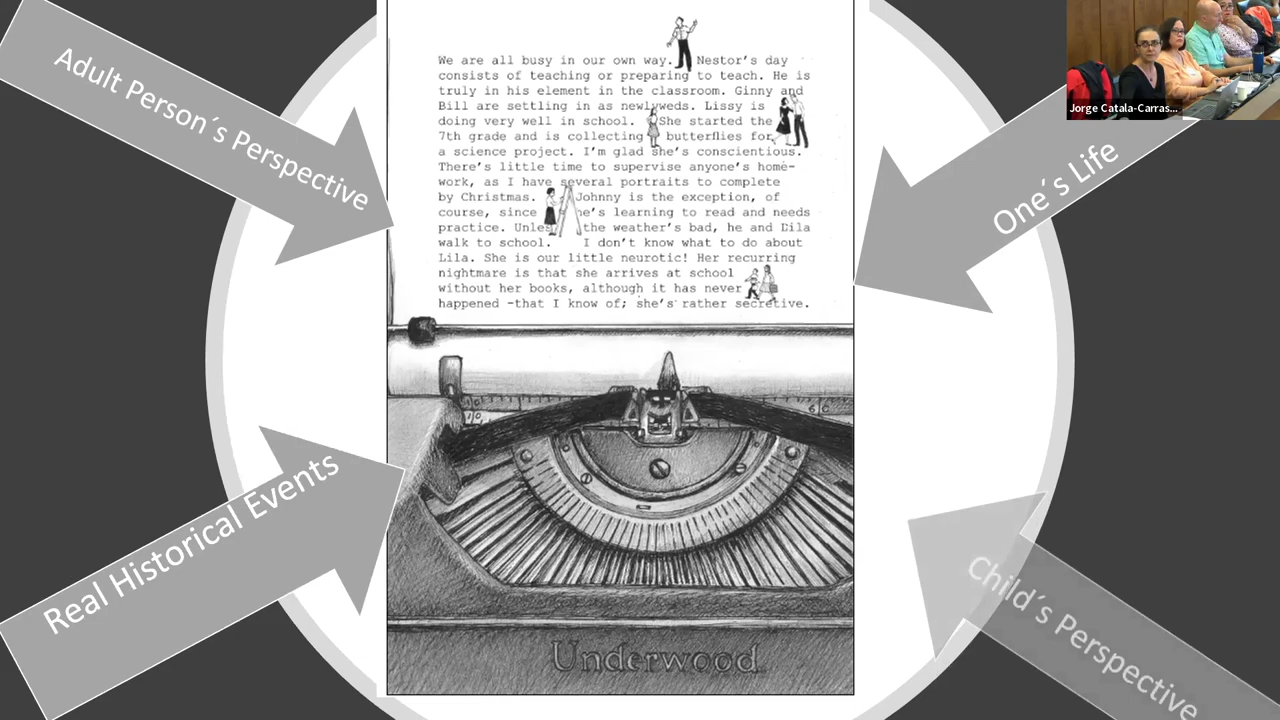 Adult Person´s Perspective
We are all busy in our own way. Nestor's day
consists of teaching or preparing to teach. He is
truly in his element in the classroom. Ginny and
Bill are settling in as newlyweds. Lissy is
doing very well in school. She started the
7th grade and is collecting butterflies for
a science project. I'm glad she's conscientious.
There's little time to supervise anyone's home-
work, as I have several portraits to complete
by Christmas. Johnny is the exception, of
course, since he's learning to read and needs
practice. Unless the weather's bad, he and Lila
walk to school. I don't know what to do about
Lila. She is our little neurotic! Her recurring
nightmare is that she arrives at school
without her books, although it has never
happened -that I know of; she's rather secretive.
Jorge Catala-Carras...
One´s Life
Real Historical Events
Underwood
Child´s Perspective